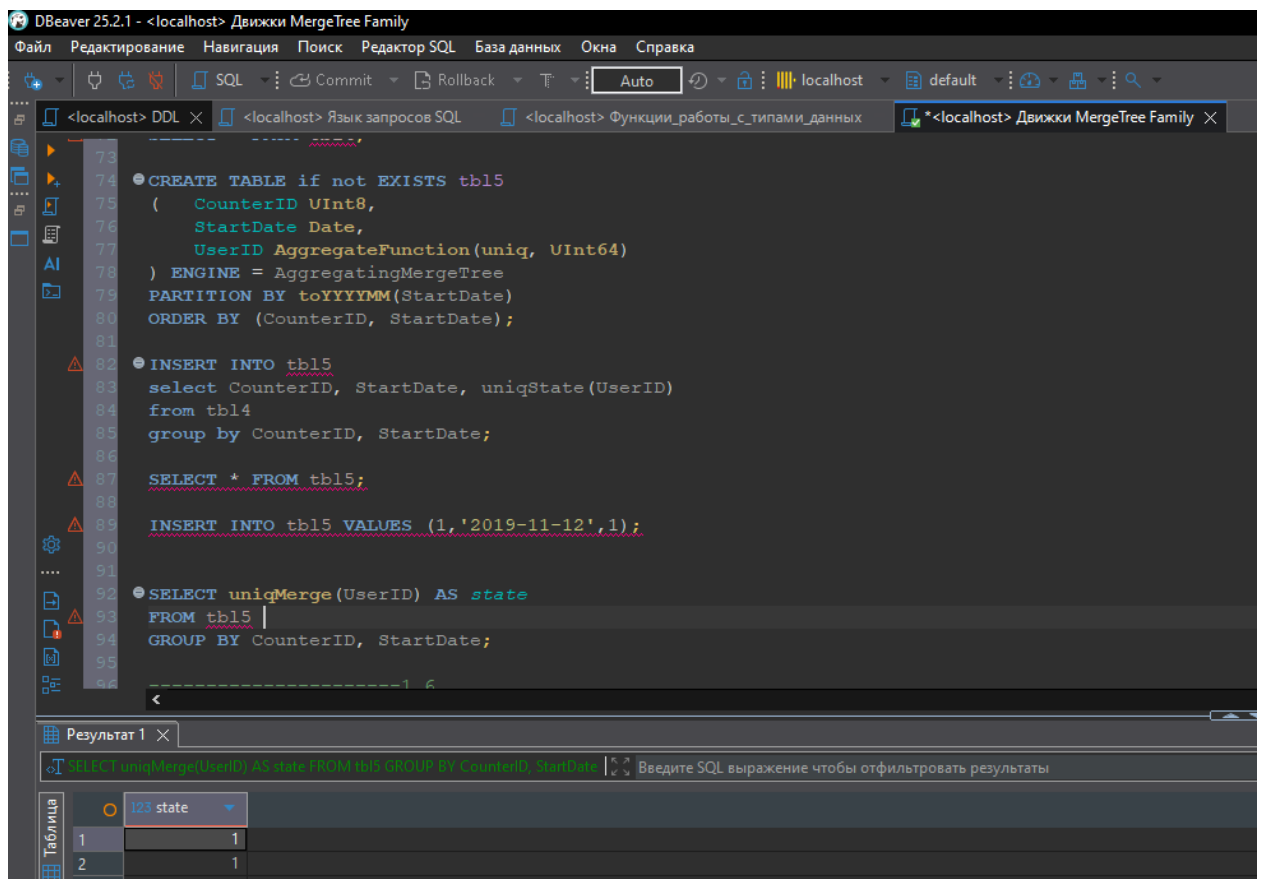 DBeaver 25.2.1 - <localhost> Движки MergeTree Family
Файл Редактирование Навигация Поиск Редактор SQL База данных Окна Справка
SQL Commit Rollback Auto localhost default
<localhost> DDL <localhost> Язык запросов SQL <localhost> Функции_работы_с_типами_данных *<localhost> Движки MergeTree Family
73
74 CREATE TABLE if not EXISTS tbl5
75 ( CounterID UInt8,
76 StartDate Date,
77 UserID AggregateFunction(uniq, UInt64)
78 ) ENGINE = AggregatingMergeTree
79 PARTITION BY toYYYYMM(StartDate)
80 ORDER BY (CounterID, StartDate);
81
82 INSERT INTO tbl5
83 select CounterID, StartDate, uniqState(UserID)
84 from tbl4
85 group by CounterID, StartDate;
86
87 SELECT * FROM tbl5;
88
89 INSERT INTO tbl5 VALUES (1,'2019-11-12',1);
90
91
92 SELECT uniqMerge(UserID) AS state
93 FROM tbl5
94 GROUP BY CounterID, StartDate;
95
96 ----------------------1 6
AI
Результат 1
SELECT uniqMerge(UserID) AS state FROM tbl5 GROUP BY CounterID, StartDate Введите SQL выражение чтобы отфильтровать результаты
Таблица
123 state
1 1
2 1